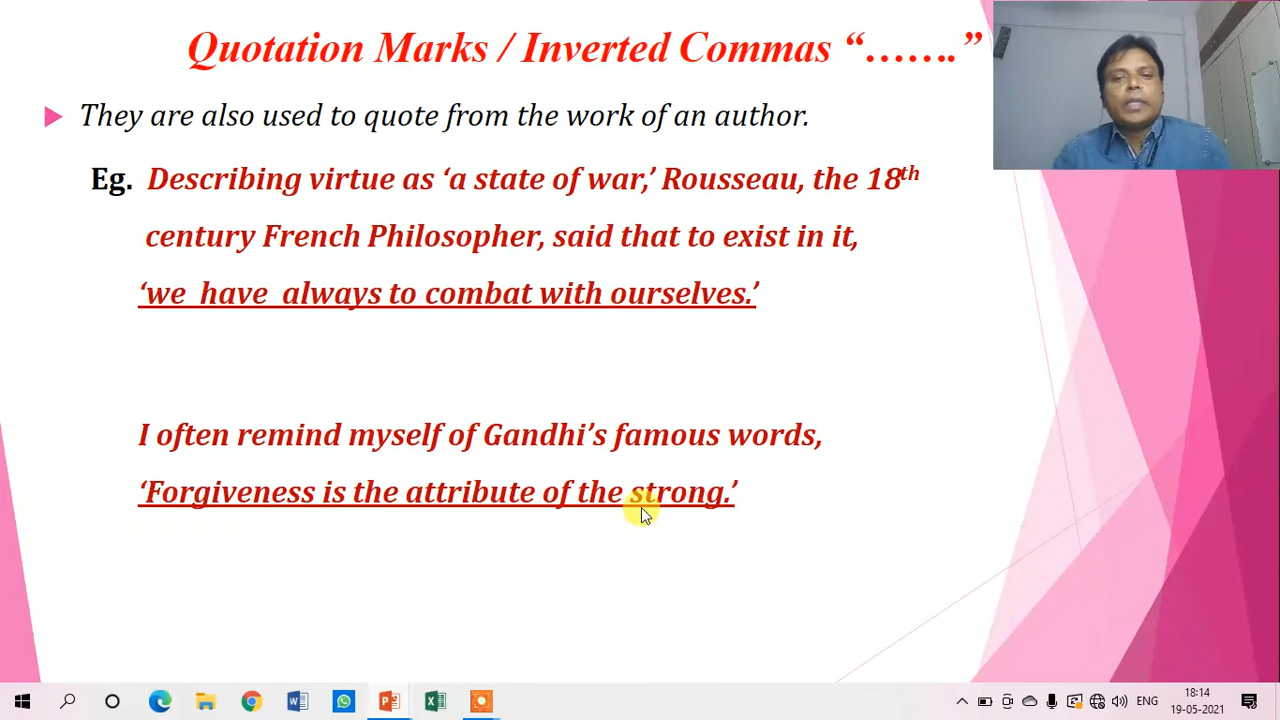 Quotation Marks / Inverted Commas “…….”
They are also used to quote from the work of an author.
Eg. Describing virtue as ‘a state of war,’ Rousseau, the 18th
century French Philosopher, said that to exist in it,
‘we have always to combat with ourselves.’
I often remind myself of Gandhi’s famous words,
‘Forgiveness is the attribute of the strong.’
ENG
18:14
19-05-2021